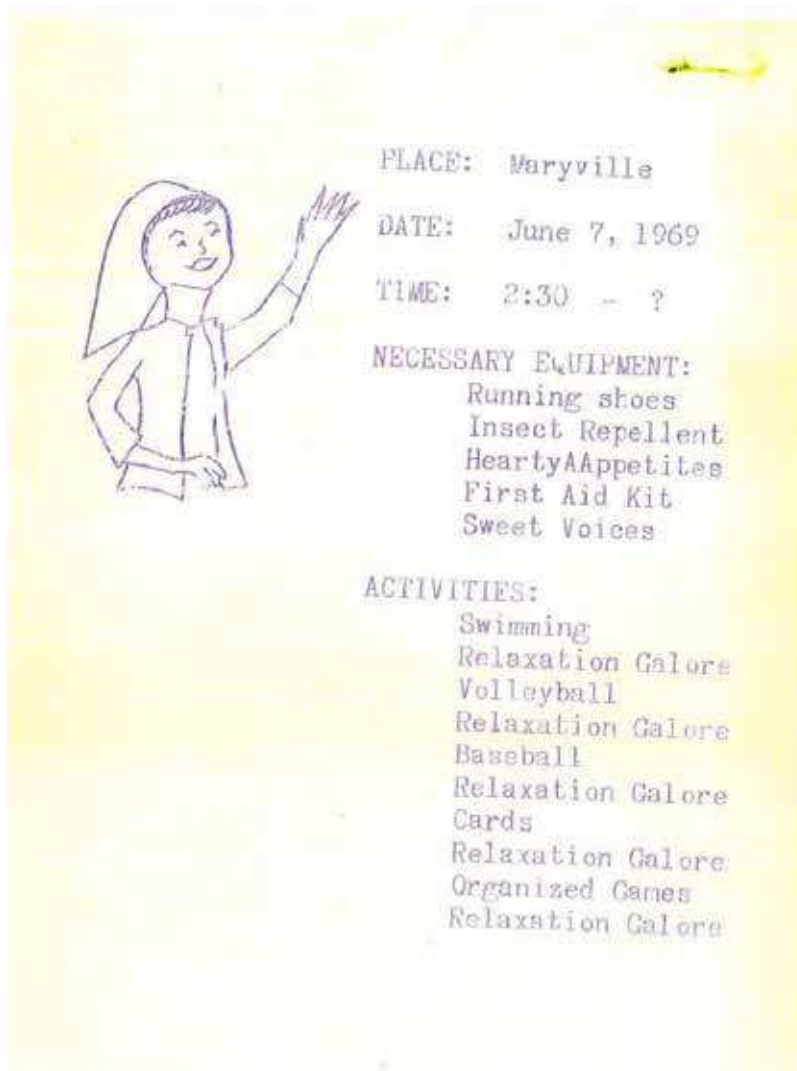 PLACE: Maryville
DATE: June 7, 1969
TIME: 2:30 - ?
NECESSARY EQUIPMENT:
Running shoes
Insect Repellent
HeartyAAppetites
First Aid Kit
Sweet Voices
ACTIVITIES:
Swimming
Relaxation Galore
Volleyball
Relaxation Galore
Baseball
Relaxation Galore
Cards
Relaxation Galore
Organized Games
Relaxation Galore